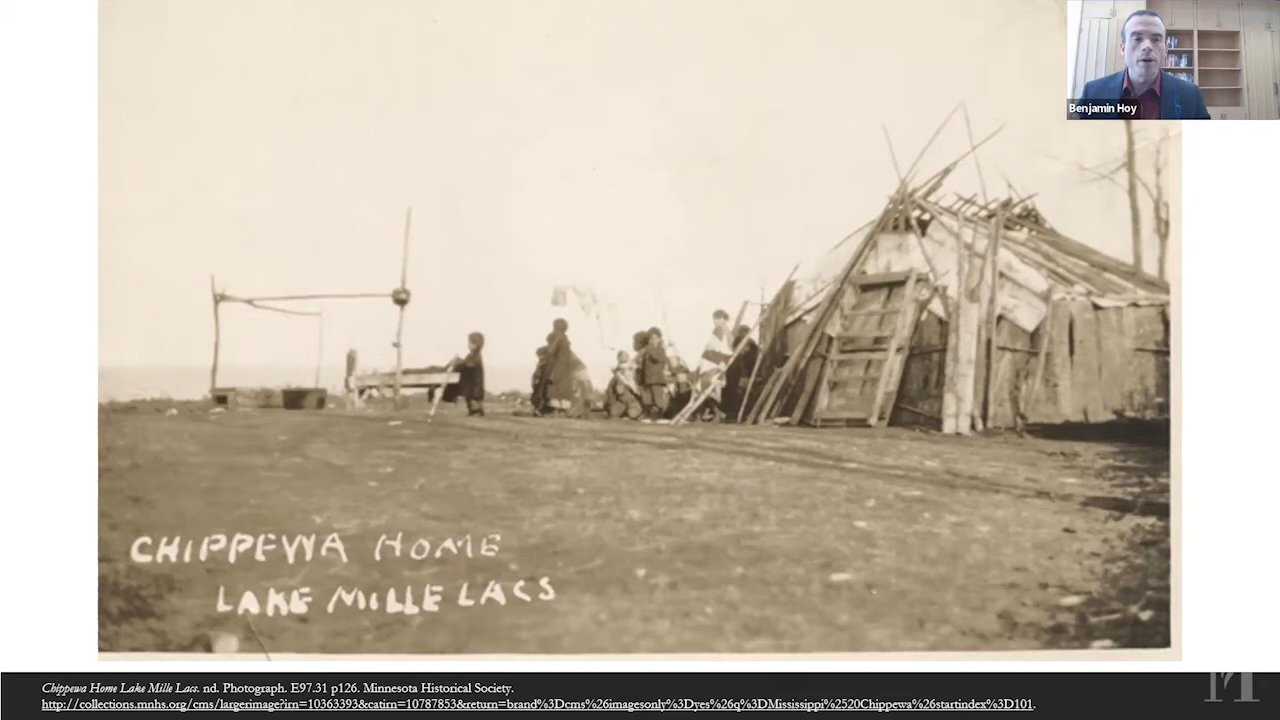 Benjamin Hoy
CHIPPEWA HOME
LAKE MILLE LACS
Chippewa Home Lake Mille Lacs. nd. Photograph. E97.31 p126. Minnesota Historical Society.
http://collections.mnhs.org/cms/largerimage?irn=10363393&catirn=10787853&return=brand%3Dcms%26imagesonly%3Dyes%26q%3DMississippi%2520Chippewa%26startindex%3D101.
M